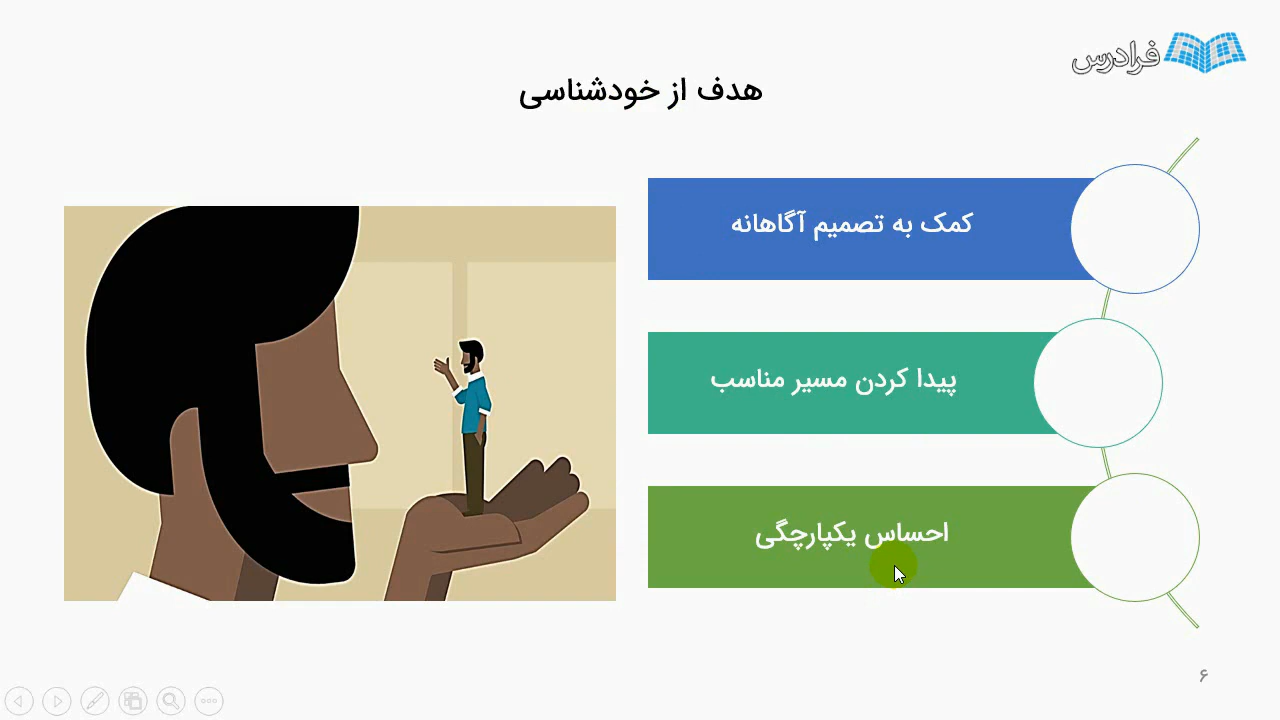 فرادرس
هدف از خودشناسی
کمک به تصمیم آگاهانه
پیدا کردن مسیر مناسب
احساس یکپارچگی
۶